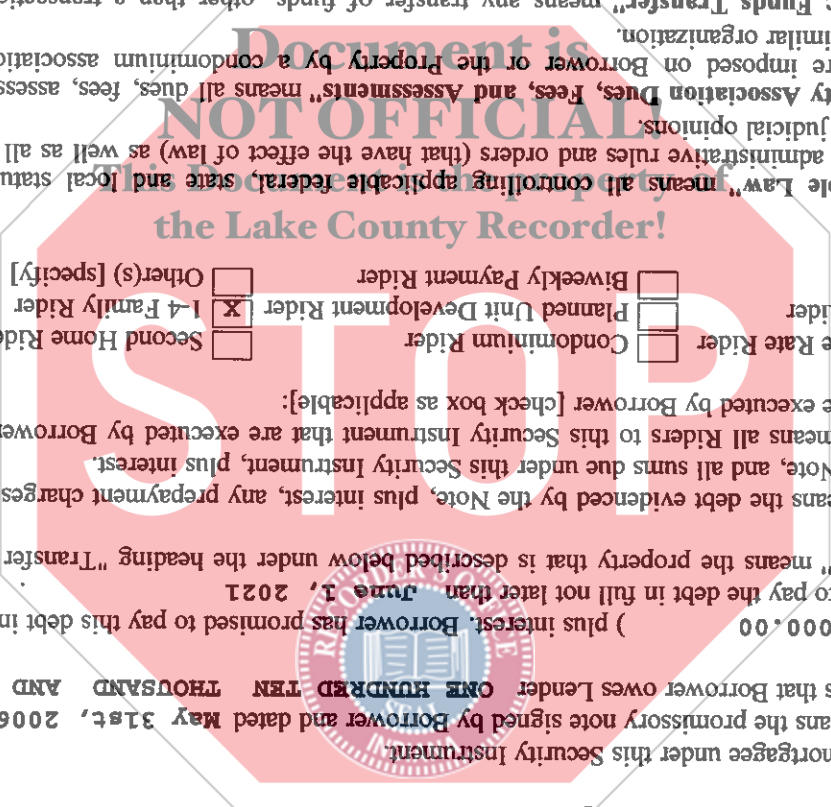 mortgagee under this Security Instrument.
ans the promissory note signed by Borrower and dated May 31st, 2006
s that Borrower owes Lender ONE HUNDRED TEN THOUSAND AND
000.00 ) plus interest. Borrower has promised to pay this debt in
to pay the debt in full not later than June 1, 2021 .
" means the property that is described below under the heading "Transfer
eans the debt evidenced by the Note, plus interest, any prepayment charges
Note, and all sums due under this Security Instrument, plus interest.
means all Riders to this Security Instrument that are executed by Borrower
e executed by Borrower [check box as applicable]:
e Rate Rider Condominium Rider Second Home Ride
ider Planned Unit Development Rider X 1-4 Family Rider
Biweekly Payment Rider Other(s) [specify]
le Law" means all controlling applicable federal, state and local statu
administrative rules and orders (that have the effect of law) as well as all
judicial opinions.
ty Association Dues, Fees, and Assessments" means all dues, fees, assess
re imposed on Borrower or the Property by a condominium associatio
imilar organization.
Funds Transfer" means any transfer of funds, other than a transactio
Document is
NOT OFFICIAL!
This Document is the property of
the Lake County Recorder!
STOP
RECORDER'S OFFICE
SEAL
INDIANA